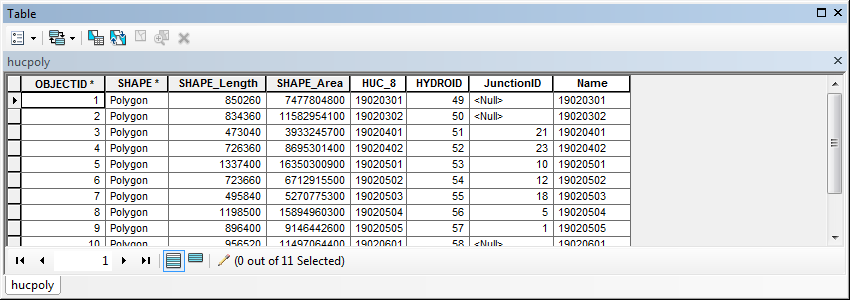 Table
hucpoly
OBJECTID * SHAPE * SHAPE_Length SHAPE_Area HUC_8 HYDROID JunctionID Name
1 Polygon 850260 7477804800 19020301 49 <Null> 19020301
2 Polygon 834360 11582954100 19020302 50 <Null> 19020302
3 Polygon 473040 3933245700 19020401 51 21 19020401
4 Polygon 726360 8695301400 19020402 52 23 19020402
5 Polygon 1337400 16350300900 19020501 53 10 19020501
6 Polygon 723660 6712915500 19020502 54 12 19020502
7 Polygon 495840 5270775300 19020503 55 18 19020503
8 Polygon 1198500 15894960300 19020504 56 5 19020504
9 Polygon 896400 9146442600 19020505 57 1 19020505
10 Polygon 956520 11497064400 19020601 58 <Null> 19020601
1 (0 out of 11 Selected)
hucpoly